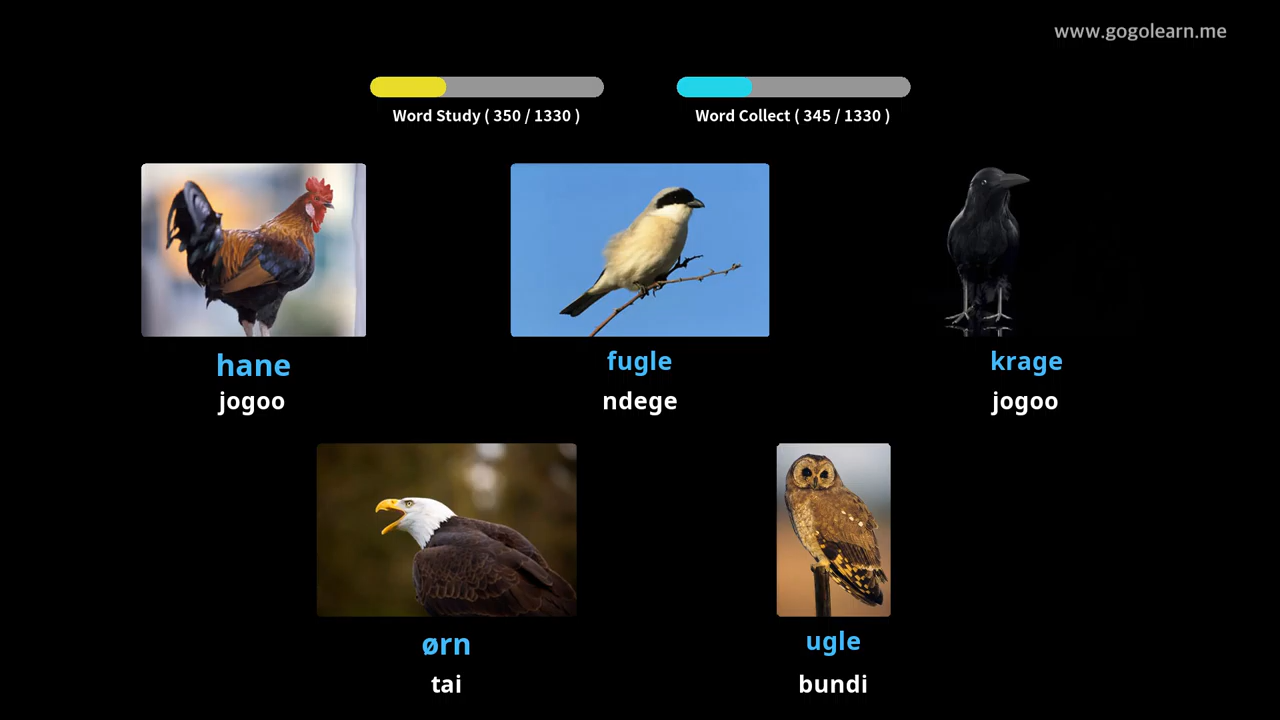 www.gogolearn.me
Word Study ( 350 / 1330 )
Word Collect ( 345 / 1330 )
hane
jogoo
fugle
ndege
krage
jogoo
ørn
tai
ugle
bundi